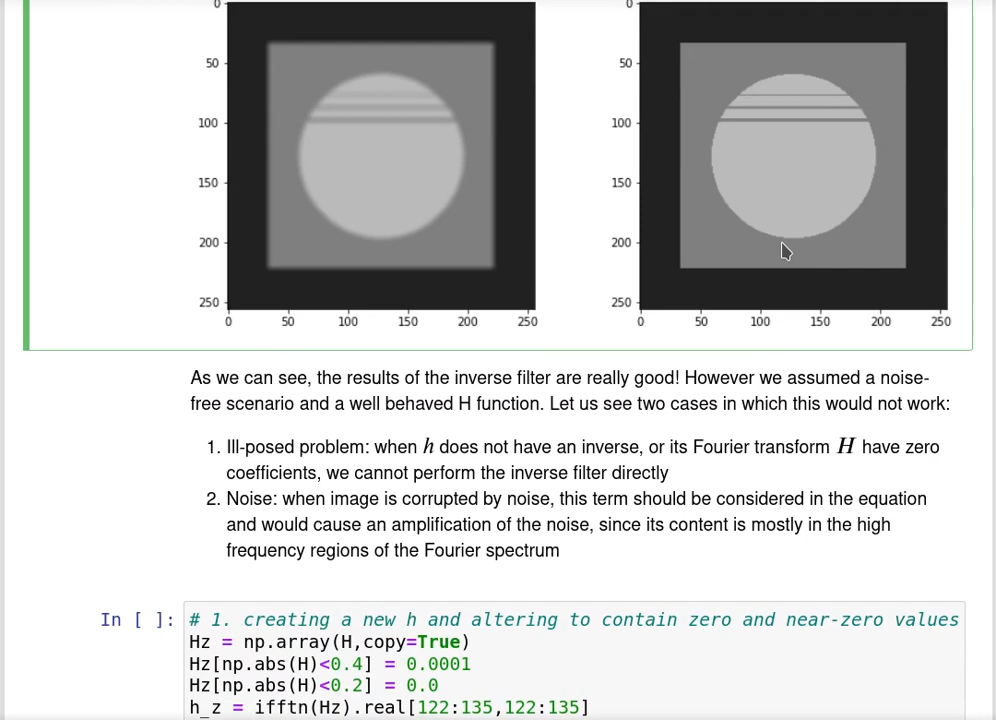 0 0
50 50
100 100
150 150
200 200
250 250
0 50 100 150 200 250 0 50 100 150 200 250
As we can see, the results of the inverse filter are really good! However we assumed a noise-
free scenario and a well behaved H function. Let us see two cases in which this would not work:
1. Ill-posed problem: when h does not have an inverse, or its Fourier transform H have zero
coefficients, we cannot perform the inverse filter directly
2. Noise: when image is corrupted by noise, this term should be considered in the equation
and would cause an amplification of the noise, since its content is mostly in the high
frequency regions of the Fourier spectrum
In [ ]: # 1. creating a new h and altering to contain zero and near-zero values
Hz = np.array(H,copy=True)
Hz[np.abs(H)<0.4] = 0.0001
Hz[np.abs(H)<0.2] = 0.0
h_z = ifftn(Hz).real[122:135,122:135]